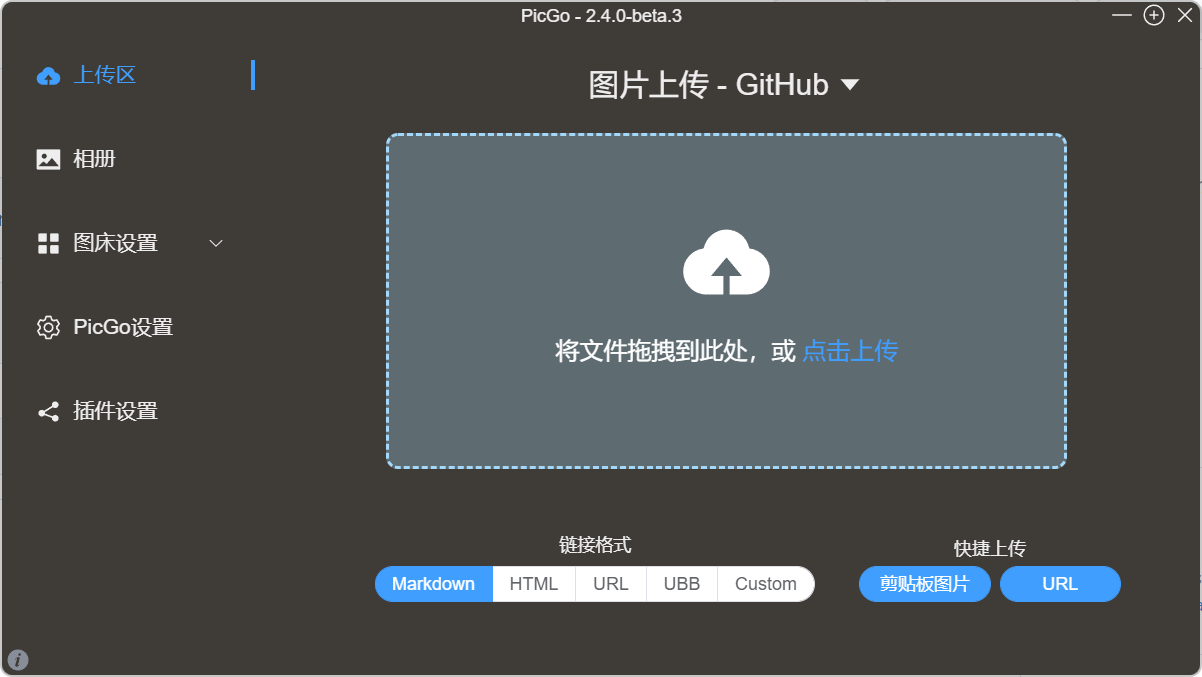 PicGo - 2.4.0-beta.3
上传区
相册
图床设置
PicGo设置
插件设置
图片上传 - GitHub
将文件拖拽到此处，或 点击上传
链接格式
Markdown HTML URL UBB Custom
快捷上传
剪贴板图片 URL